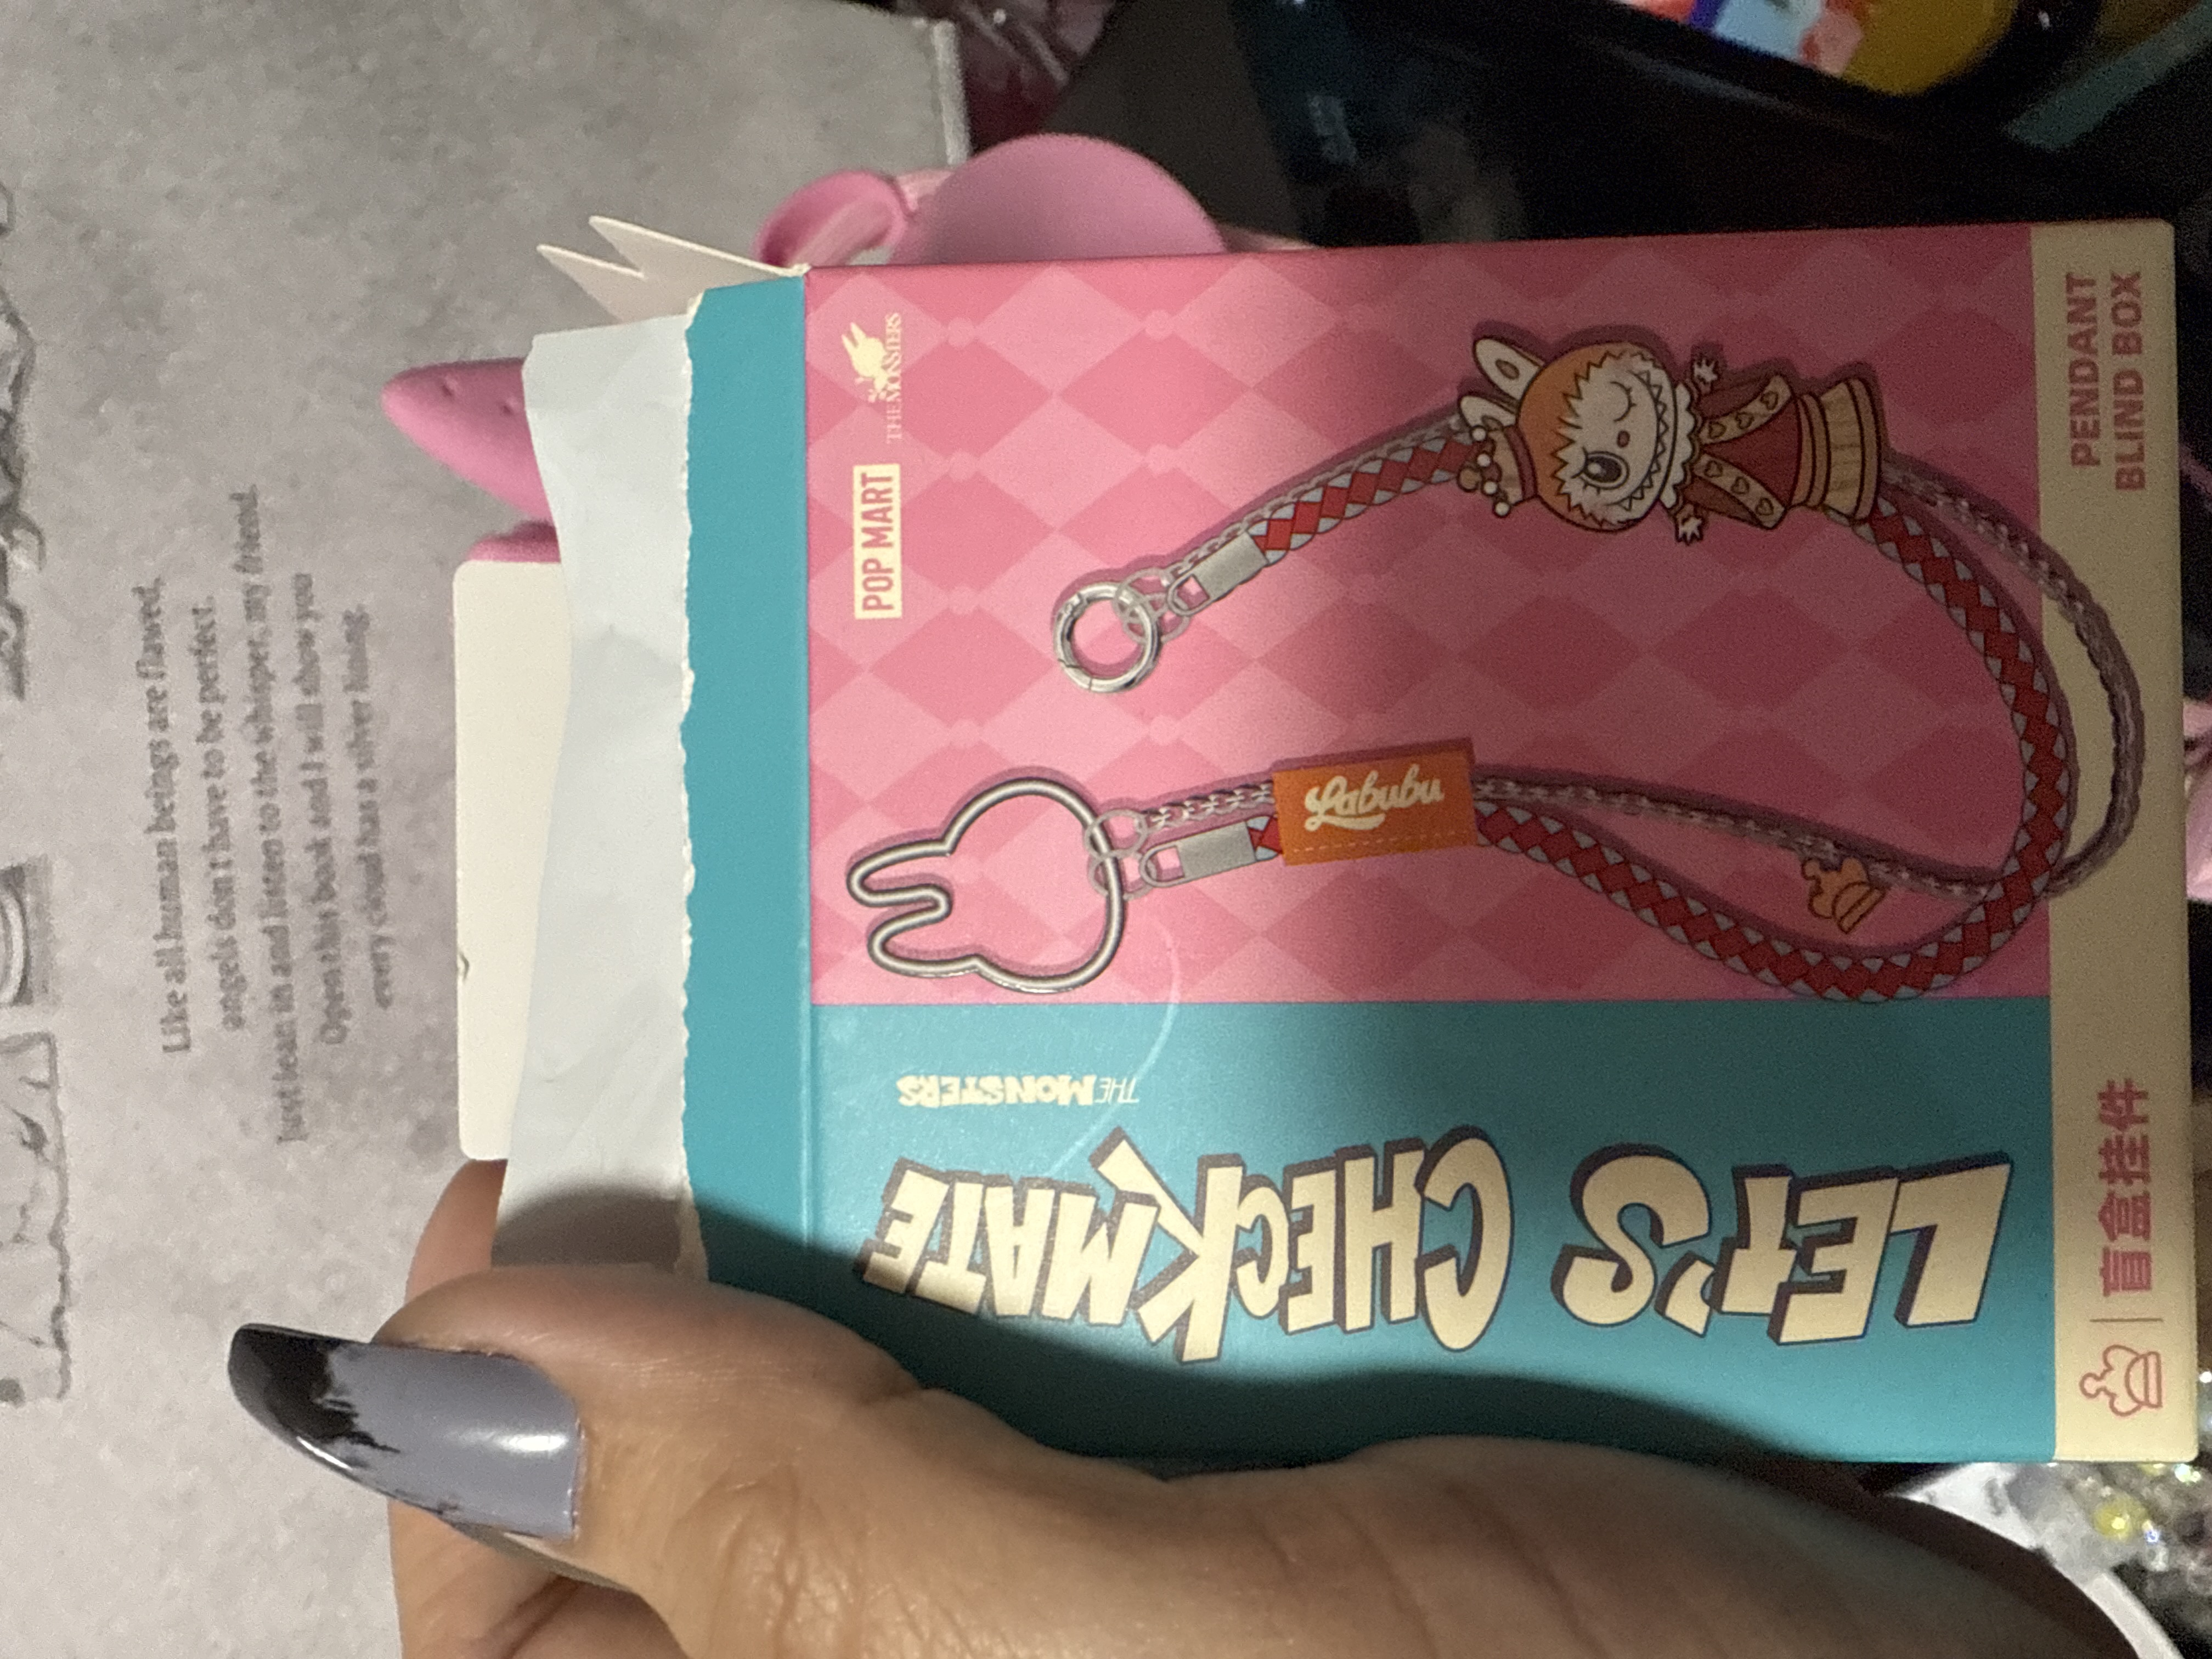 Like all human beings are flawed,
angels don't have to be perfect.
Just lean in and listen to the whisper, my friend.
Open this book and I will show you
every cloud has a silver lining.
POP MART
THE MONSTERS
Labubu
THE MONSTERS
LET'S CHECKMATE
盲盒挂件
PENDANT
BLIND BOX